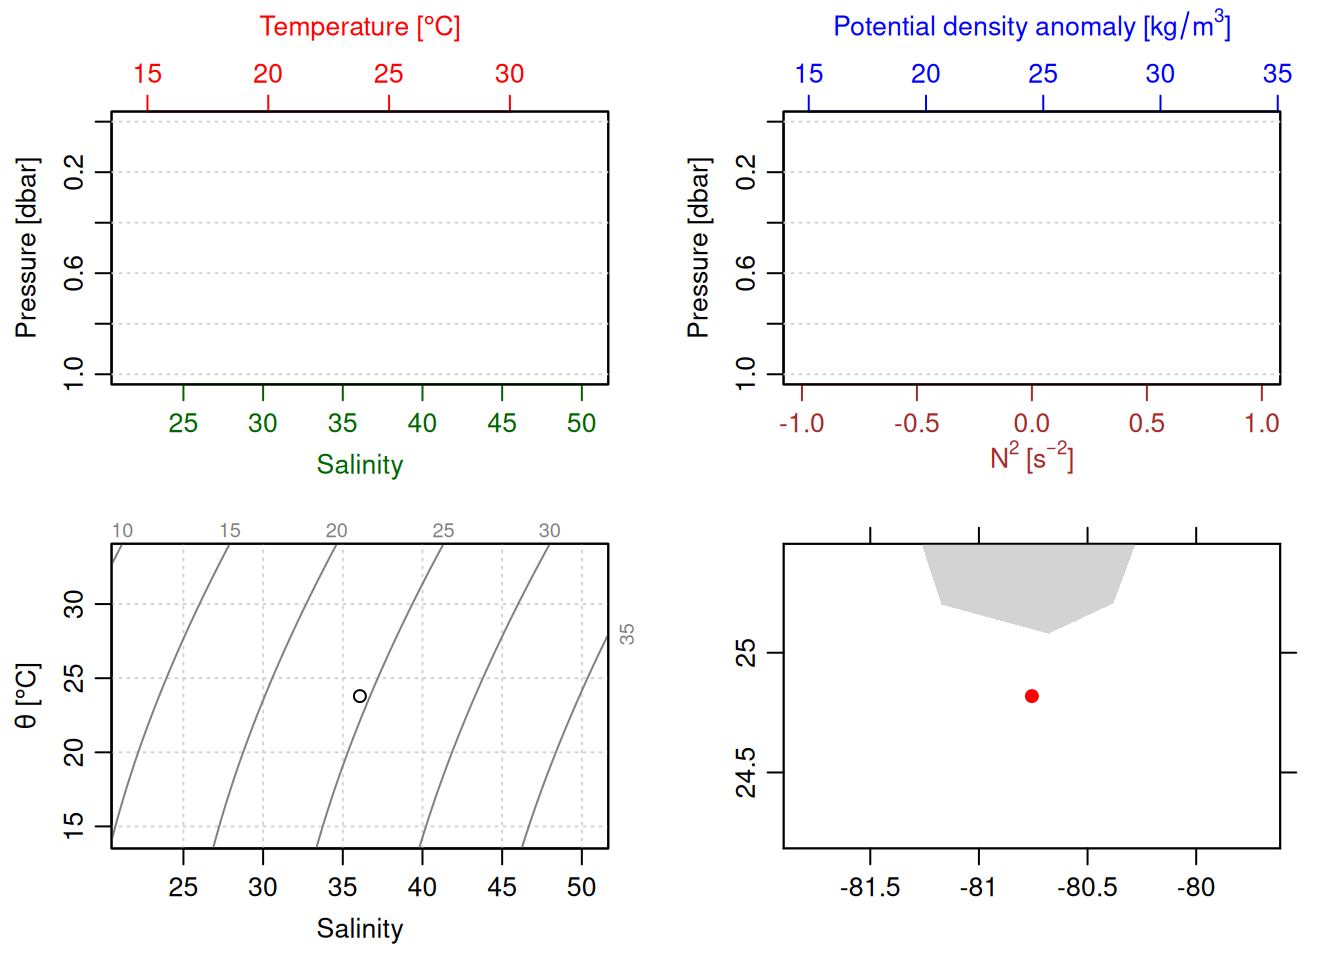 Temperature [°C]
15 20 25 30
Pressure [dbar]
0.2
0.6
1.0
25 30 35 40 45 50
Salinity
Potential density anomaly [kg/m³]
15 20 25 30 35
Pressure [dbar]
0.2
0.6
1.0
-1.0 -0.5 0.0 0.5 1.0
N² [s⁻²]
10 15 20 25 30
35
θ [°C]
30
25
20
15
25 30 35 40 45 50
Salinity
25
24.5
-81.5 -81 -80.5 -80